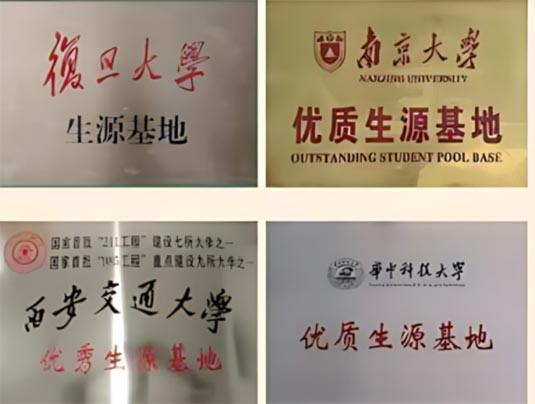 復旦大學
生源基地
南京大學
NANJING UNIVERSITY
优质生源基地
OUTSTANDING STUDENT POOL BASE
国家首批“211工程”建设七所大学之一
国家首批“985工程”重点建设九所大学之一
西安交通大學
优秀生源基地
華中科技大学
优质生源基地